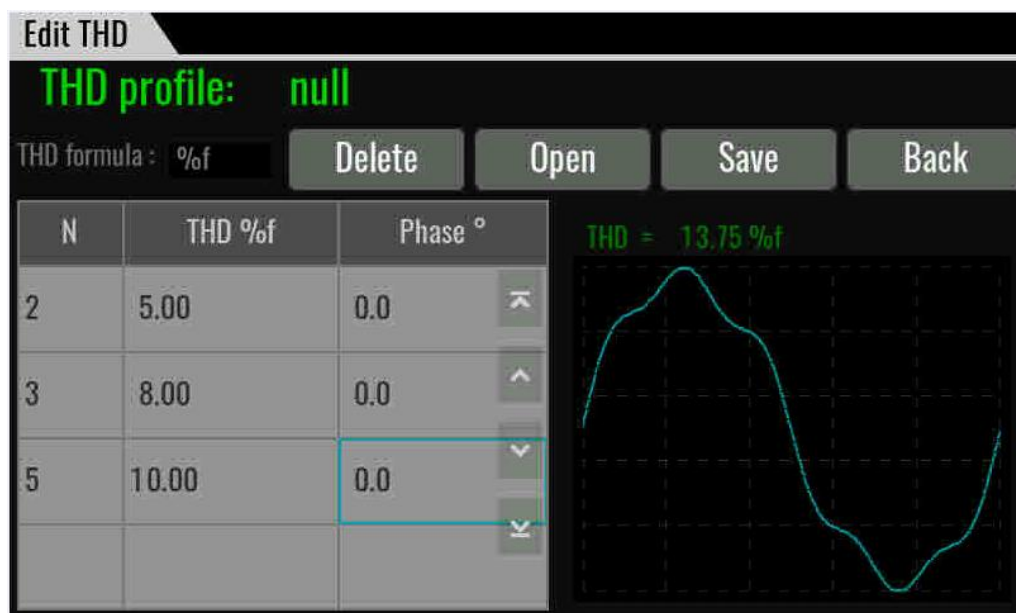 Edit THD
THD profile: null
THD formula : %f Delete Open Save Back
N THD %f Phase °
THD = 13.75 %f
2 5.00 0.0
3 8.00 0.0
5 10.00 0.0